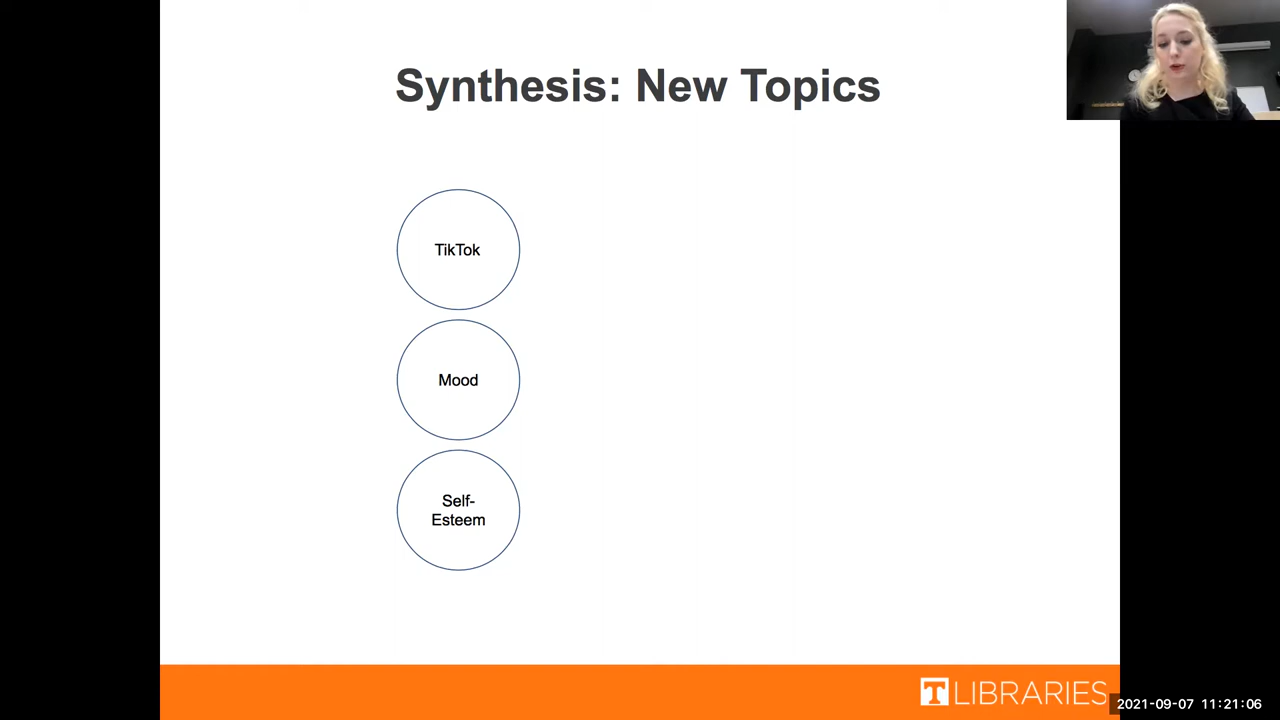 Synthesis: New Topics
TikTok
Mood
Self-
Esteem
T LIBRARIES
2021-09-07 11:21:06